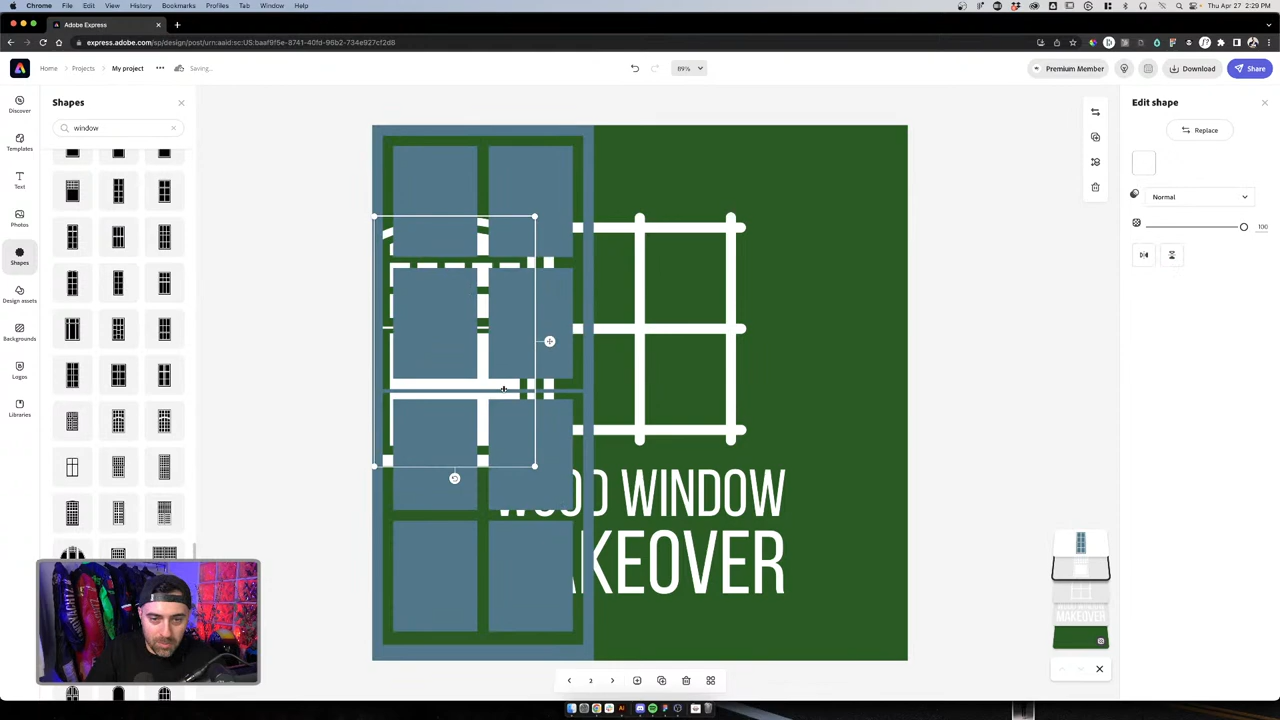 Chrome File Edit View History Bookmarks Profiles Tab Window Help
Thu Apr 27 2:29 PM
Adobe Express
express.adobe.com/sp/design/post/urn:aaid:sc:US:baaf9f5e-8741-40fd-96b2-734e927cf2d8
Home Projects My project Saving...
89%
Premium Member
Download
Share
Discover
Templates
Text
Photos
Shapes
Design assets
Backgrounds
Logos
Libraries
Shapes
window
WINDOW
MAKEOVER
2
Edit shape
Replace
Normal
100
MAKEOVER